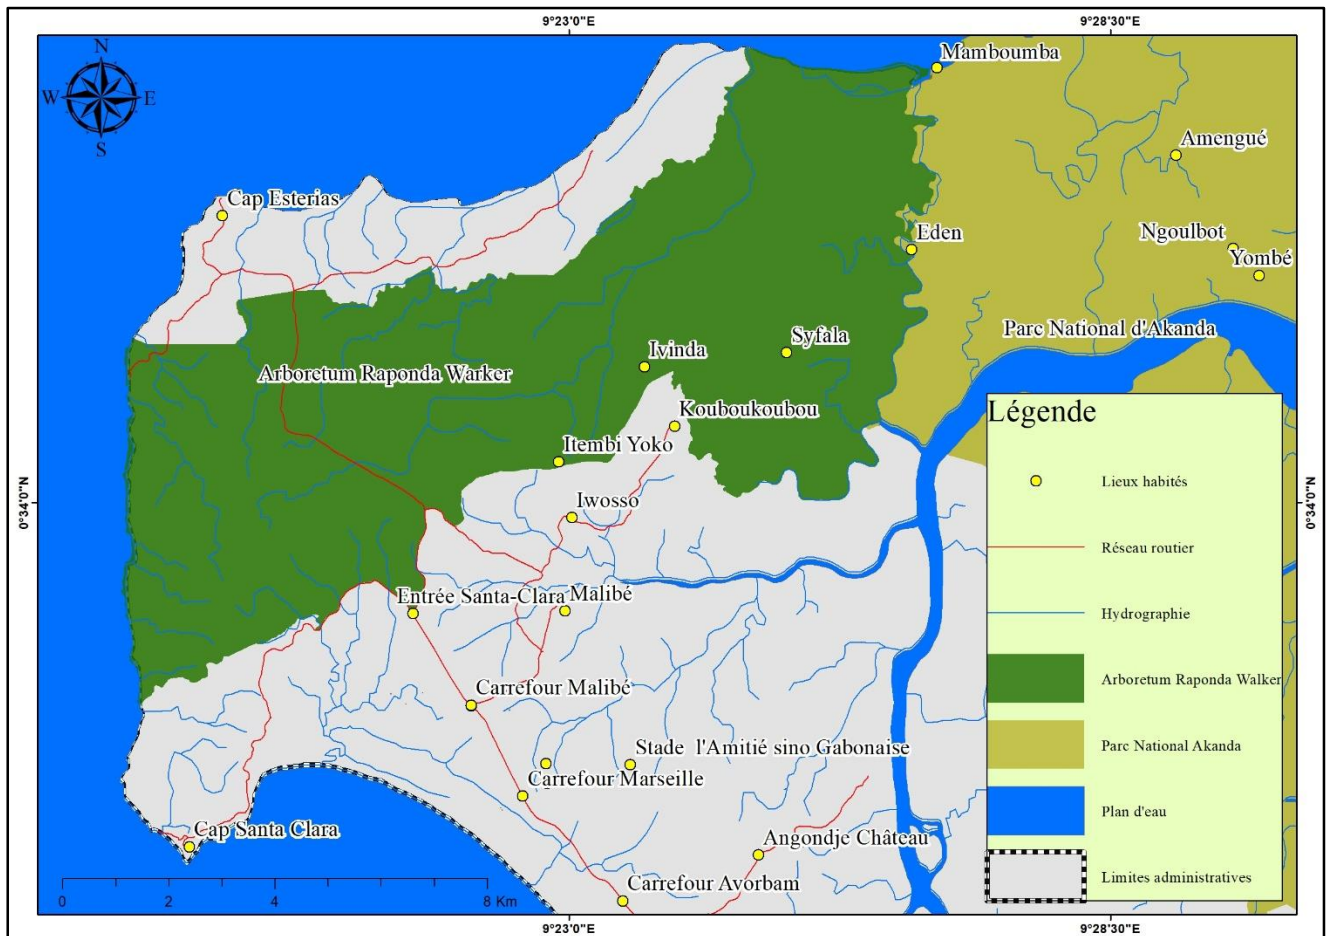 9°23'0"E
9°28'30"E
N
W
E
S
Mamboumba
Amengué
Cap Esterias
Eden
Ngoulbot
Yombé
Parc National d'Akanda
Syfala
Ivinda
Arboretum Raponda Warker
Kouboukoubou
Itembi Yoko
Iwosso
0°34'0"N
0°34'0"N
Entrée Santa-Clara
Malibé
Carrefour Malibé
Stade l'Amitié sino Gabonaise
Carrefour Marseille
Cap Santa Clara
Angondje Château
Carrefour Avorbam
0
2
4
8 Km
Légende
Lieux habités
Réseau routier
Hydrographie
Arboretum Raponda Walker
Parc National Akanda
Plan d'eau
Limites administratives
9°23'0"E
9°28'30"E